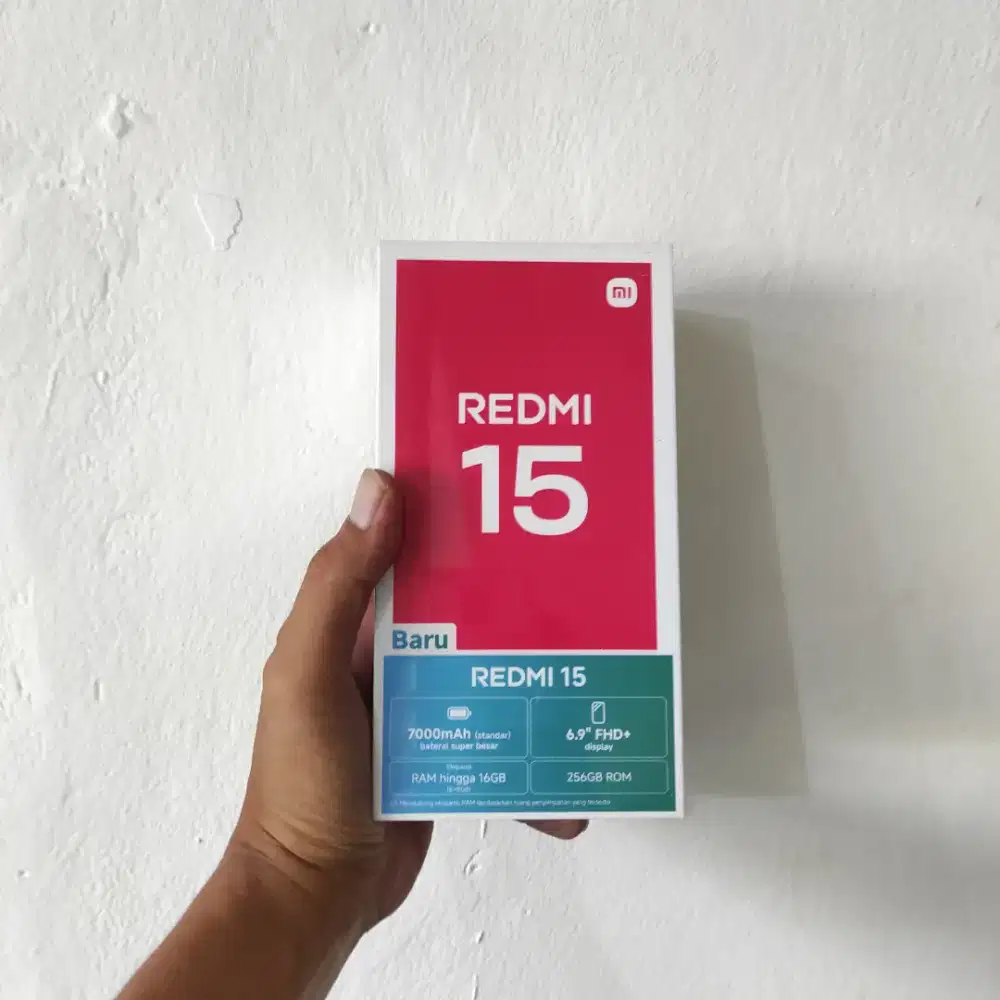 mi
REDMI
15
Baru
REDMI 15
7000mAh (standar)
baterai super besar
6.9" FHD+
display
RAM hingga 16GB
256GB ROM